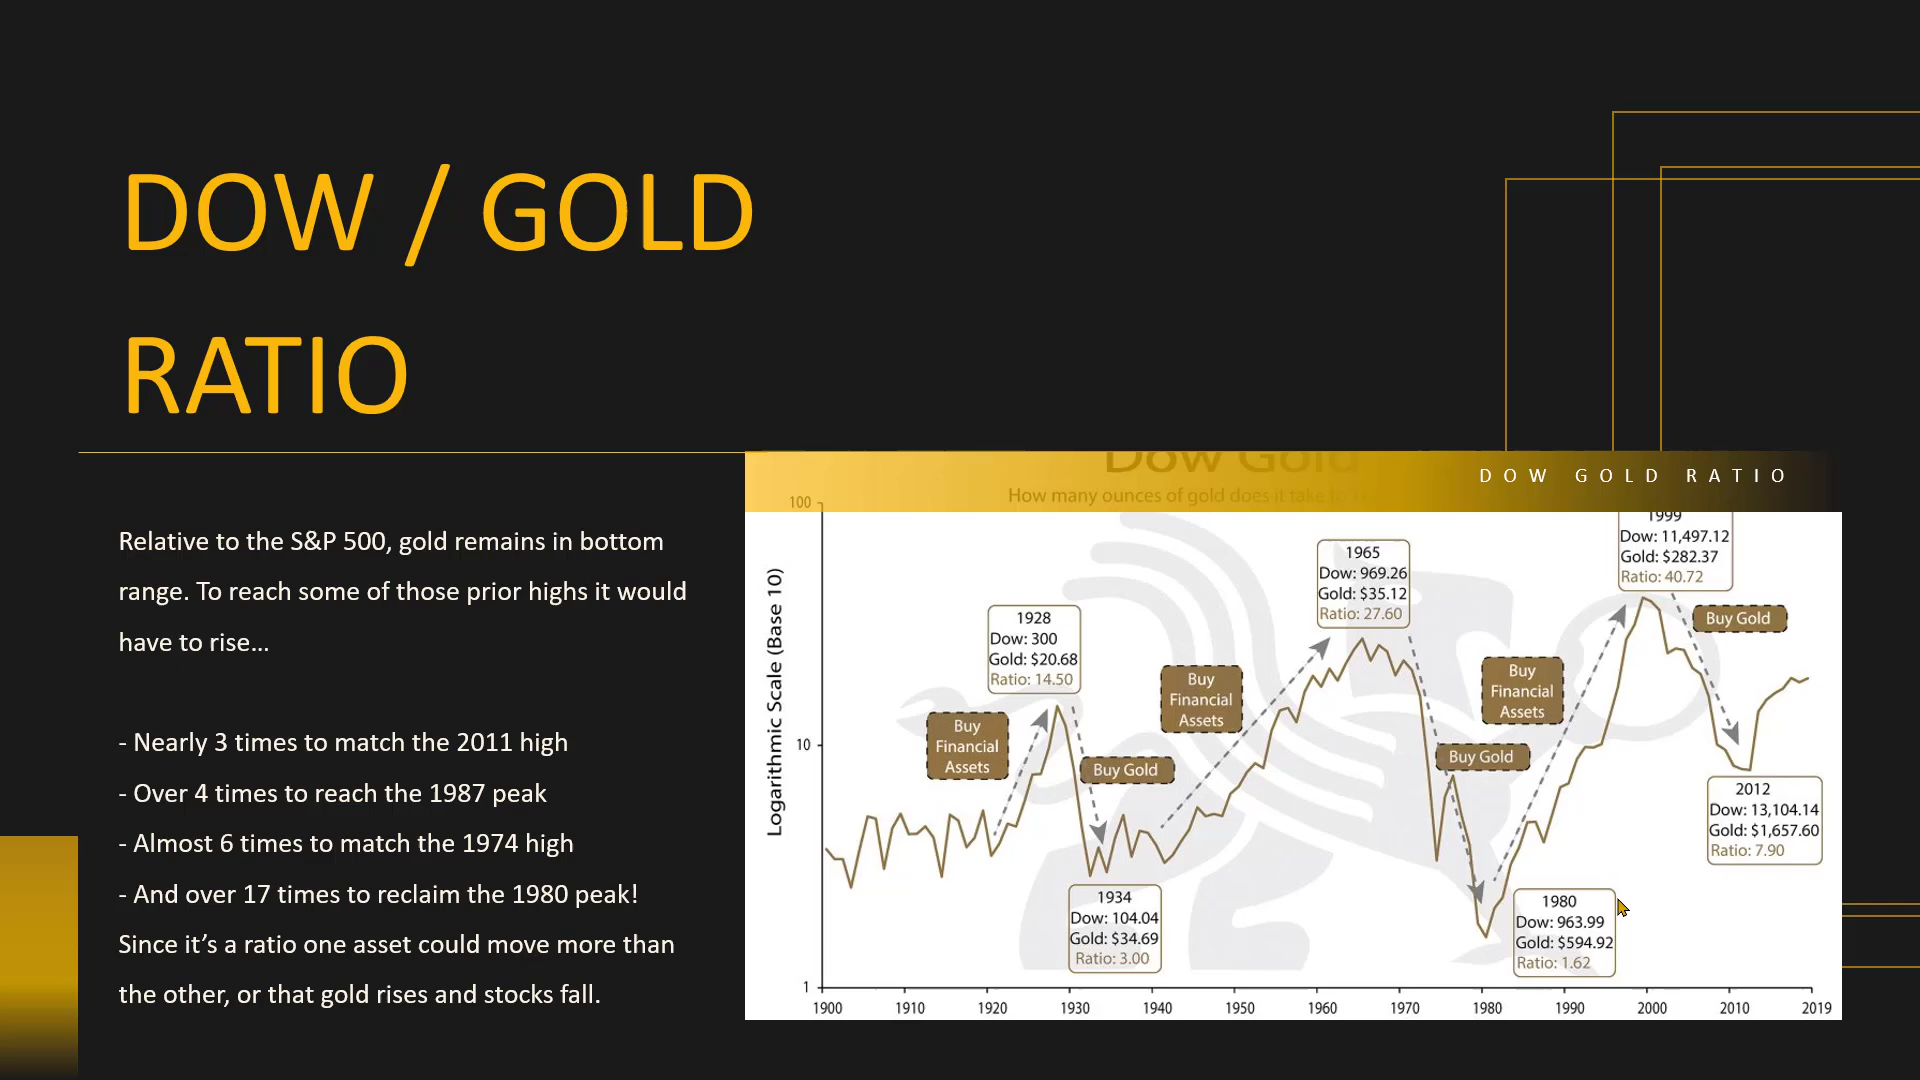 DOW / GOLD
RATIO
Relative to the S&P 500, gold remains in bottom
range. To reach some of those prior highs it would
have to rise…
- Nearly 3 times to match the 2011 high
- Over 4 times to reach the 1987 peak
- Almost 6 times to match the 1974 high
- And over 17 times to reclaim the 1980 peak!
Since it’s a ratio one asset could move more than
the other, or that gold rises and stocks fall.
Dow Gold
DOW GOLD RATIO
How many ounces of gold does it take to
Logarithmic Scale (Base 10)
100
10
1
1928
Dow: 300
Gold: $20.68
Ratio: 14.50
1965
Dow: 969.26
Gold: $35.12
Ratio: 27.60
1999
Dow: 11,497.12
Gold: $282.37
Ratio: 40.72
Buy
Financial
Assets
Buy Gold
Buy
Financial
Assets
Buy Gold
Buy
Financial
Assets
Buy Gold
1934
Dow: 104.04
Gold: $34.69
Ratio: 3.00
1980
Dow: 963.99
Gold: $594.92
Ratio: 1.62
2012
Dow: 13,104.14
Gold: $1,657.60
Ratio: 7.90
1900 1910 1920 1930 1940 1950 1960 1970 1980 1990 2000 2010 2019